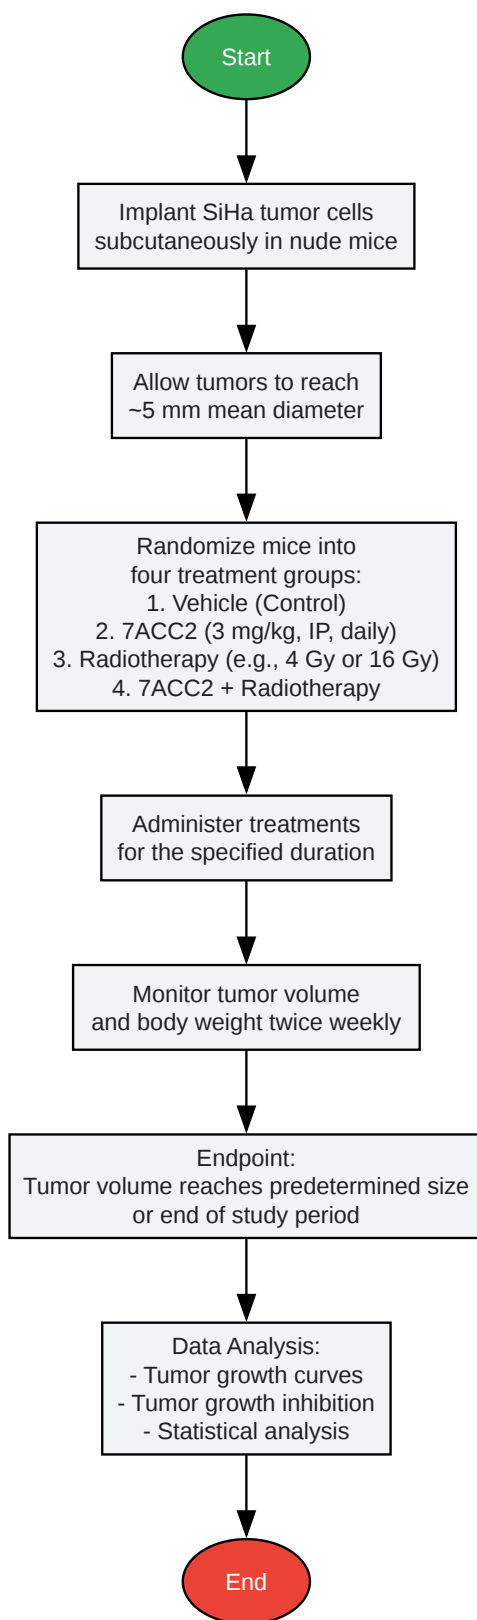 Start
Implant SiHa tumor cells
subcutaneously in nude mice
Allow tumors to reach
~5 mm mean diameter
Randomize mice into
four treatment groups:
1. Vehicle (Control)
2. 7ACC2 (3 mg/kg, IP, daily)
3. Radiotherapy (e.g., 4 Gy or 16 Gy)
4. 7ACC2 + Radiotherapy
Administer treatments
for the specified duration
Monitor tumor volume
and body weight twice weekly
Endpoint:
Tumor volume reaches predetermined size
or end of study period
Data Analysis:
- Tumor growth curves
- Tumor growth inhibition
- Statistical analysis
End